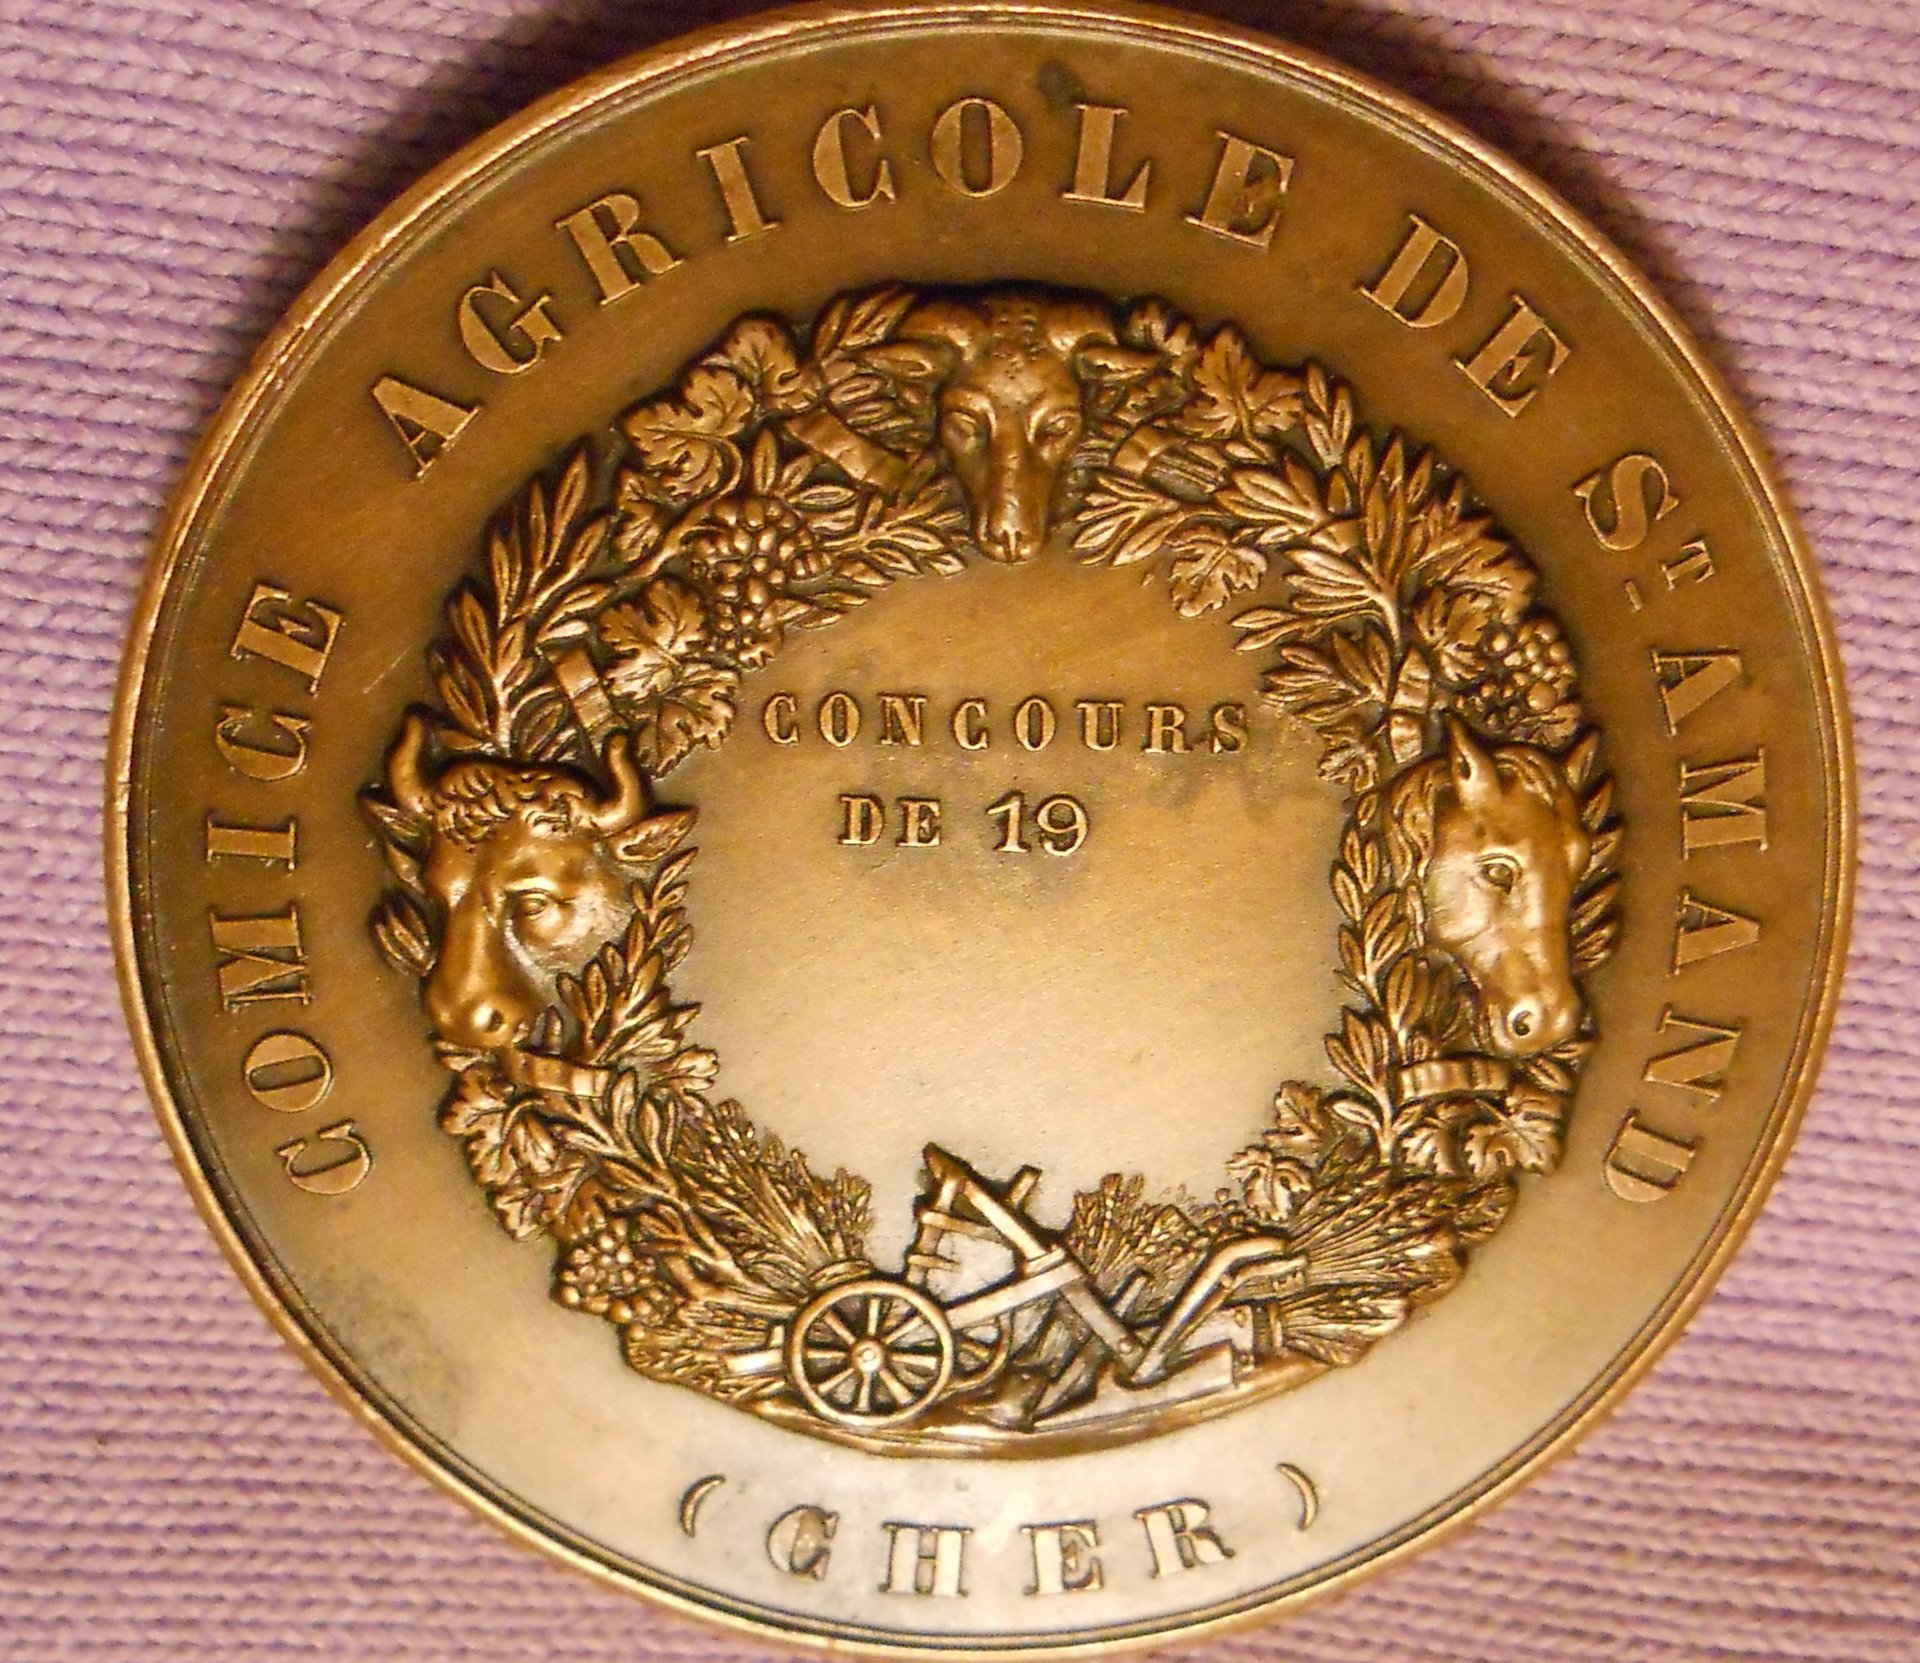 COMICE AGRICOLE DE ST. AMAND
CONCOURS
DE 19
(CHER)